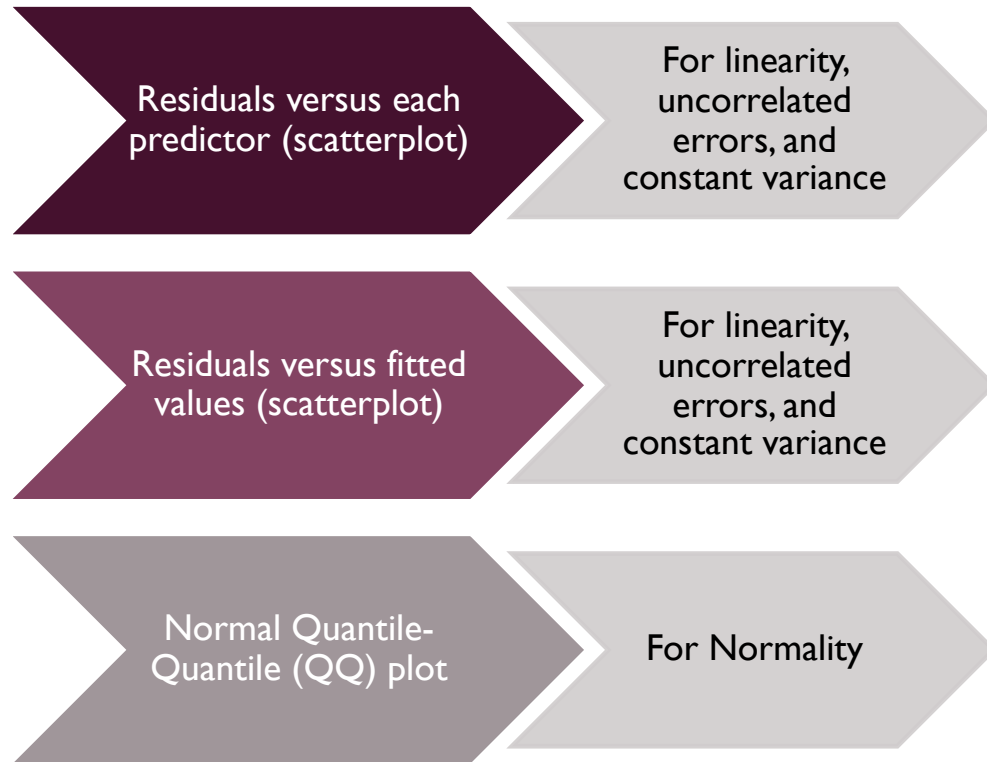 Residuals versus each
predictor (scatterplot)
For linearity,
uncorrelated
errors, and
constant variance
Residuals versus fitted
values (scatterplot)
For linearity,
uncorrelated
errors, and
constant variance
Normal Quantile-
Quantile (QQ) plot
For Normality